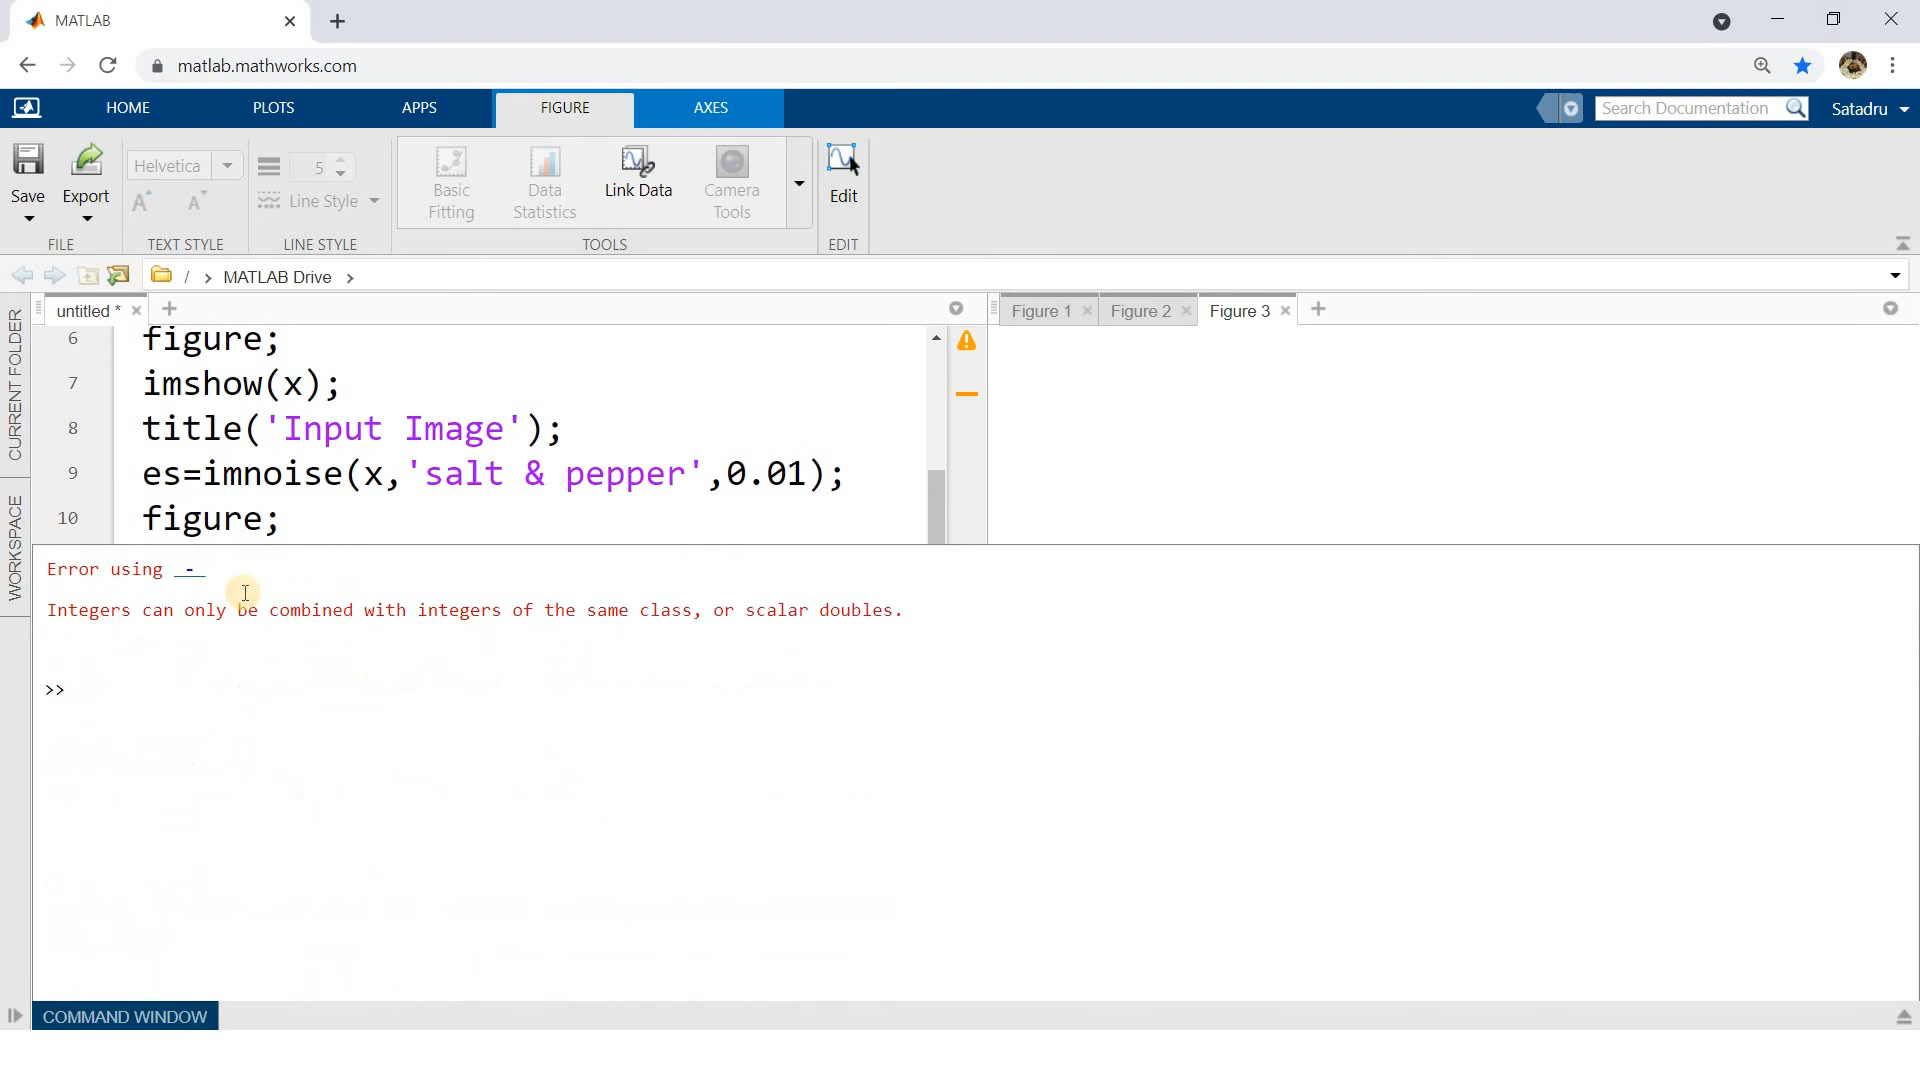 MATLAB
matlab.mathworks.com
HOME PLOTS APPS FIGURE AXES Search Documentation Satadru
Save Export Helvetica 5 Line Style Basic Fitting Data Statistics Link Data Camera Tools Edit
FILE TEXT STYLE LINE STYLE TOOLS EDIT
/ > MATLAB Drive >
CURRENT FOLDER
WORKSPACE
untitled * Figure 1 Figure 2 Figure 3
6 figure;
7 imshow(x);
8 title('Input Image');
9 es=imnoise(x,'salt & pepper',0.01);
10 figure;
Error using -
Integers can only be combined with integers of the same class, or scalar doubles.
>>
COMMAND WINDOW